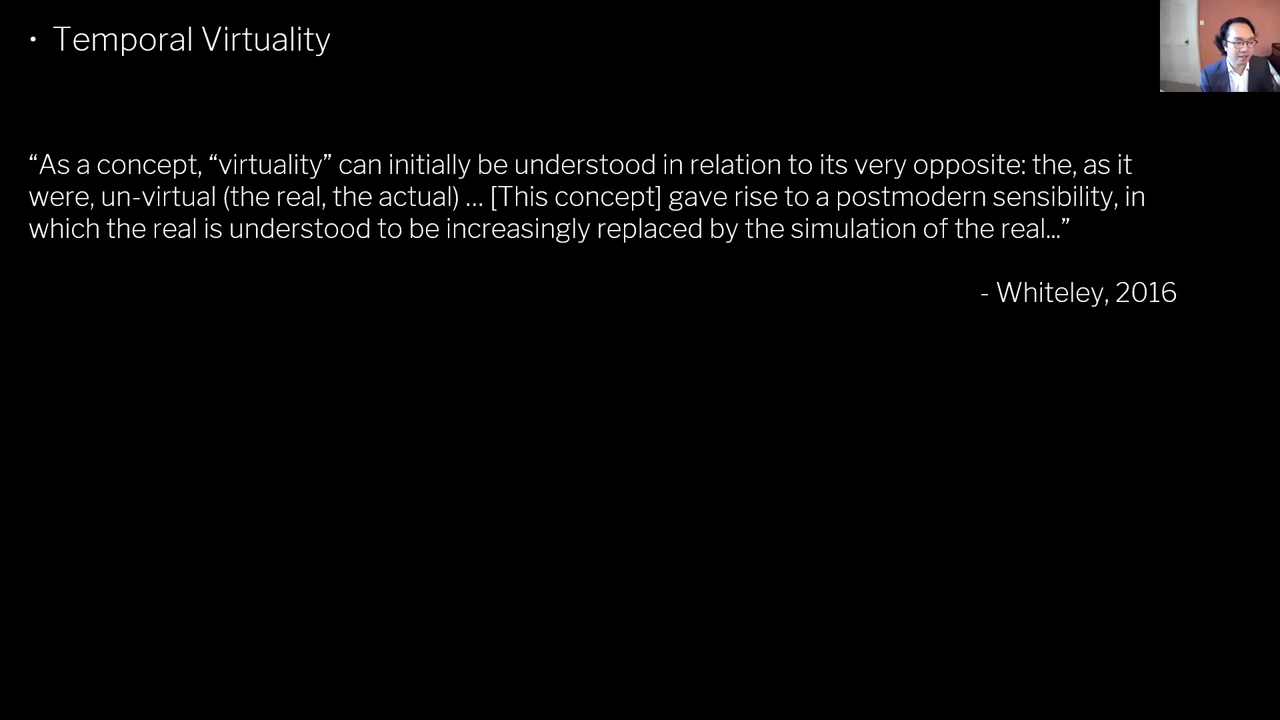 • Temporal Virtuality
“As a concept, “virtuality” can initially be understood in relation to its very opposite: the, as it
were, un-virtual (the real, the actual) ... [This concept] gave rise to a postmodern sensibility, in
which the real is understood to be increasingly replaced by the simulation of the real...”
- Whiteley, 2016